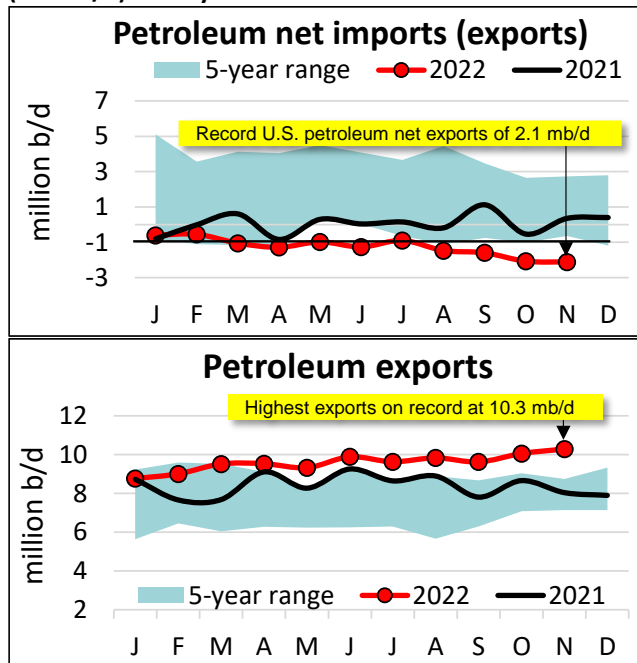 Petroleum net imports (exports)
5-year range 2022 2021
Record U.S. petroleum net exports of 2.1 mb/d
million b/d
7
5
3
1
-1
-3
J F M A M J J A S O N D
Petroleum exports
Highest exports on record at 10.3 mb/d
million b/d
12
10
8
6
4
2
5-year range 2022 2021
J F M A M J J A S O N D